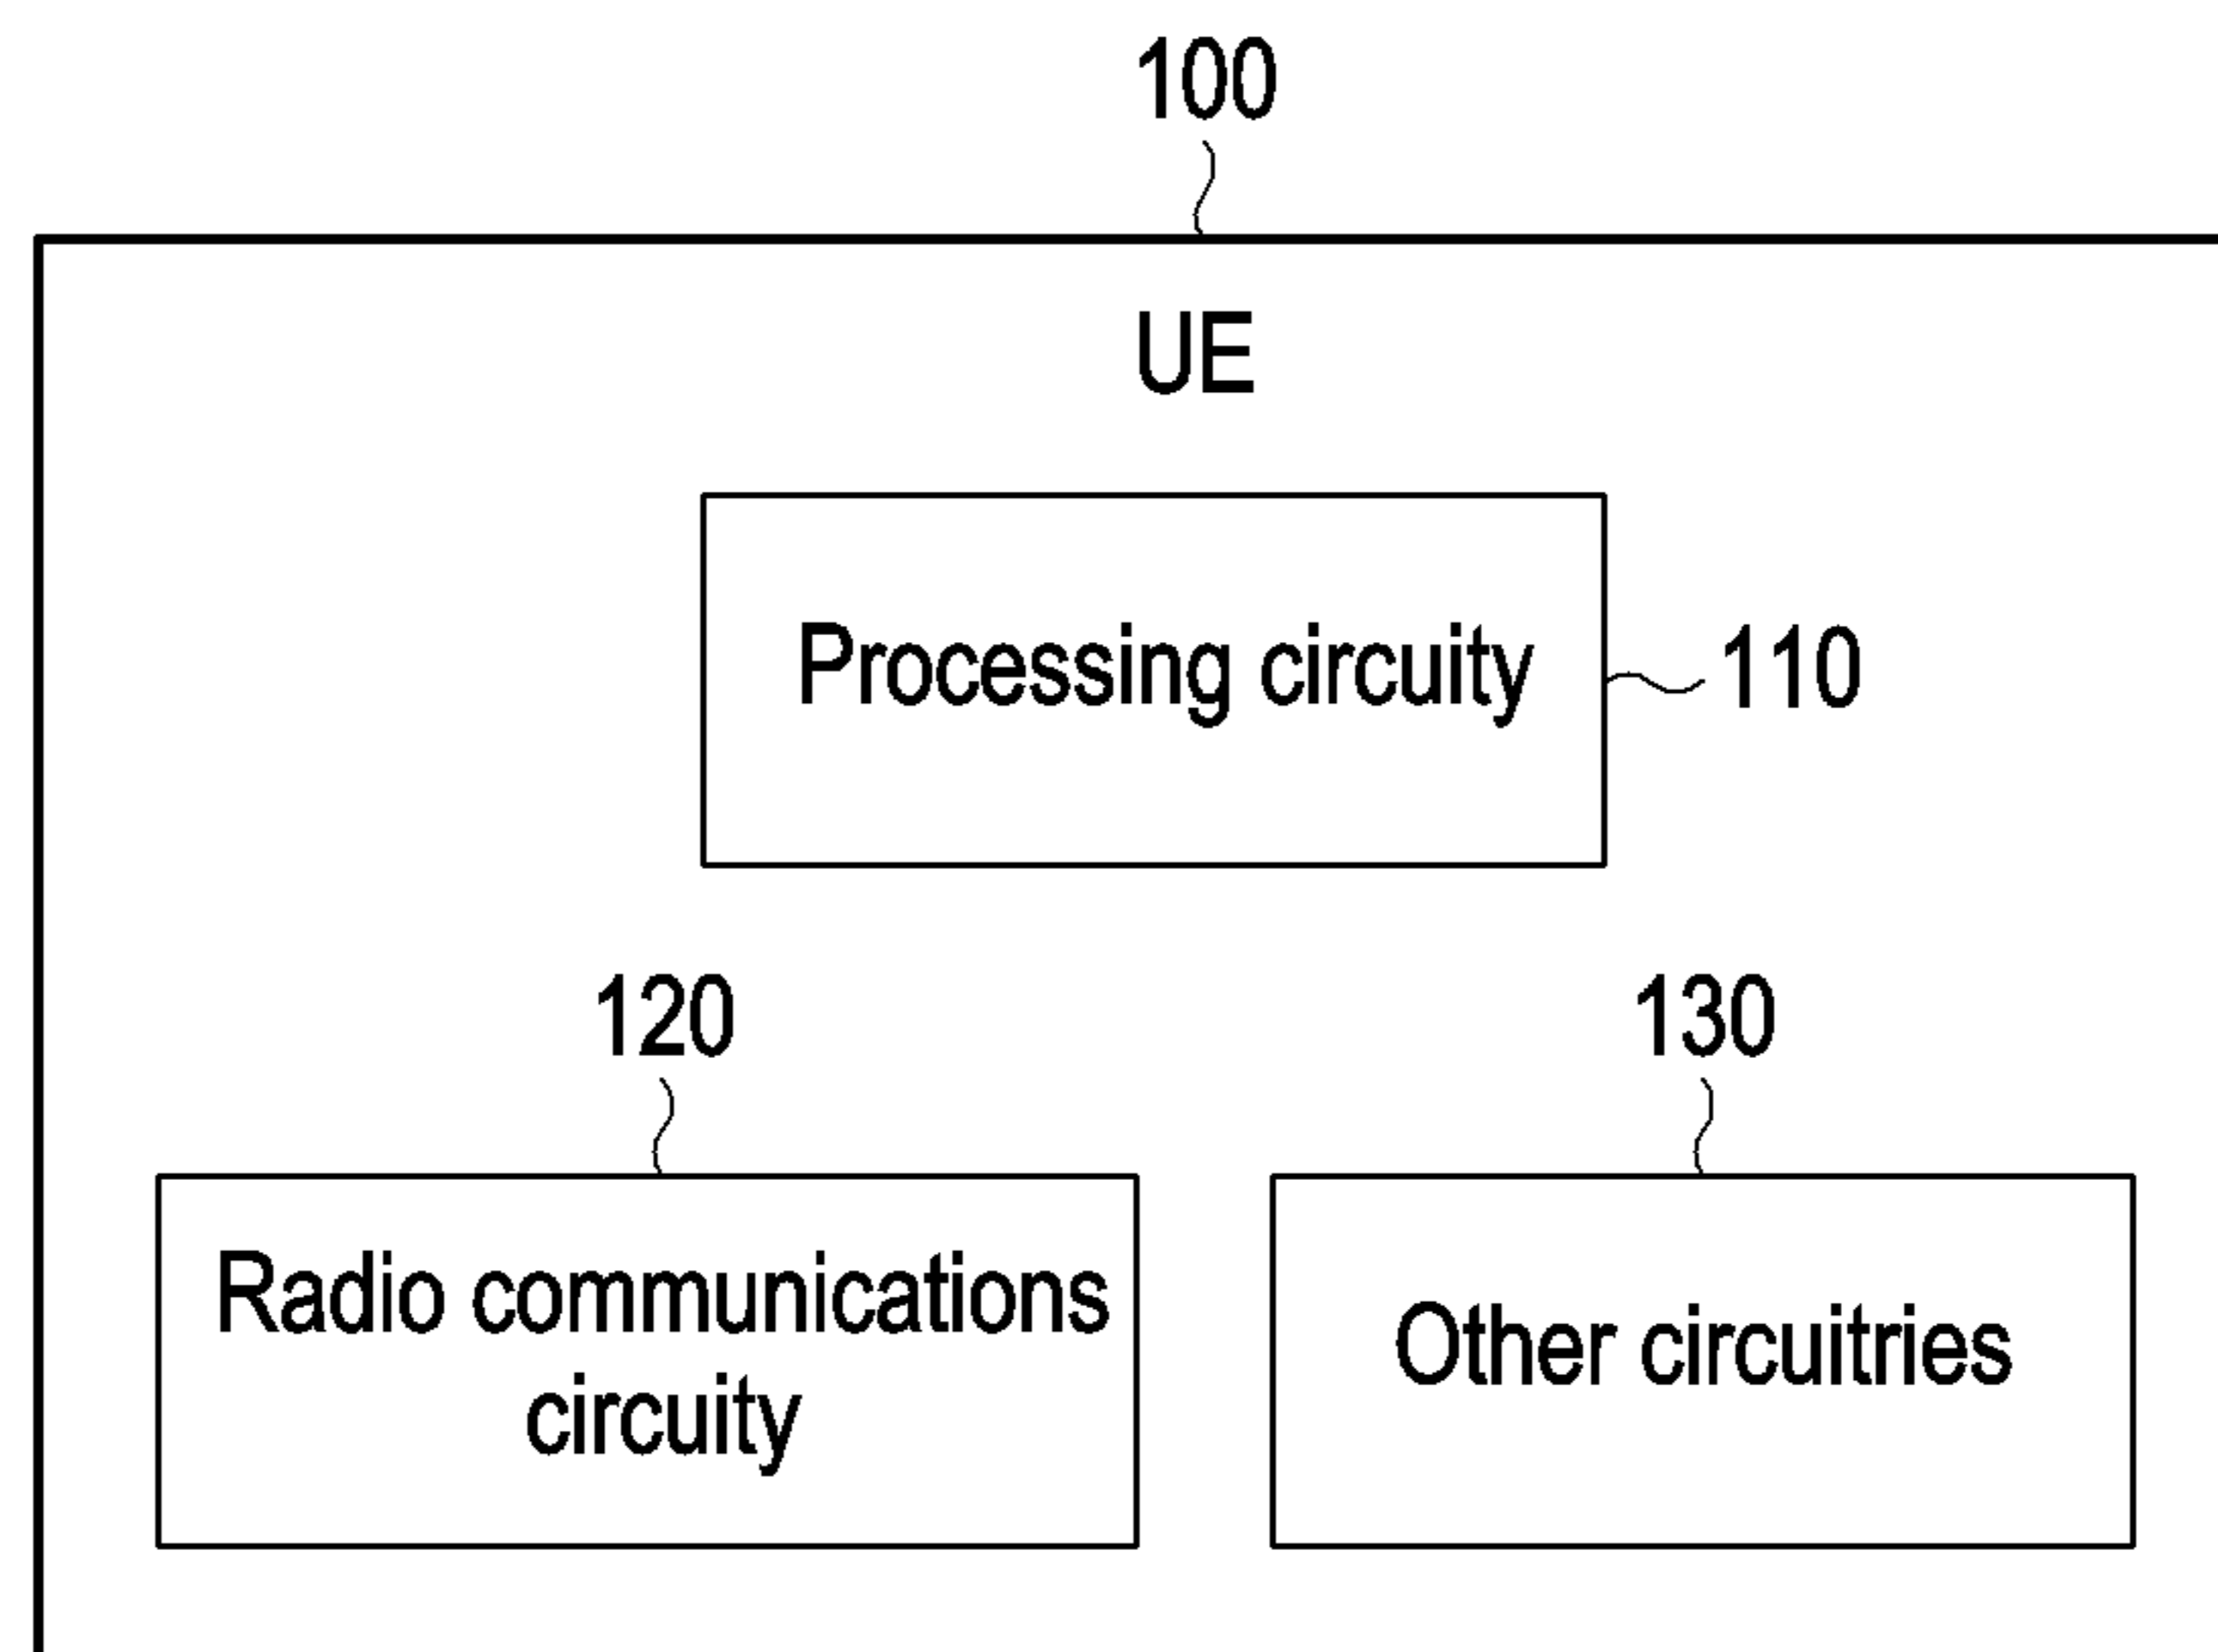 100
UE
Processing circuity
110
120
130
Radio communications
circuity
Other circuitries